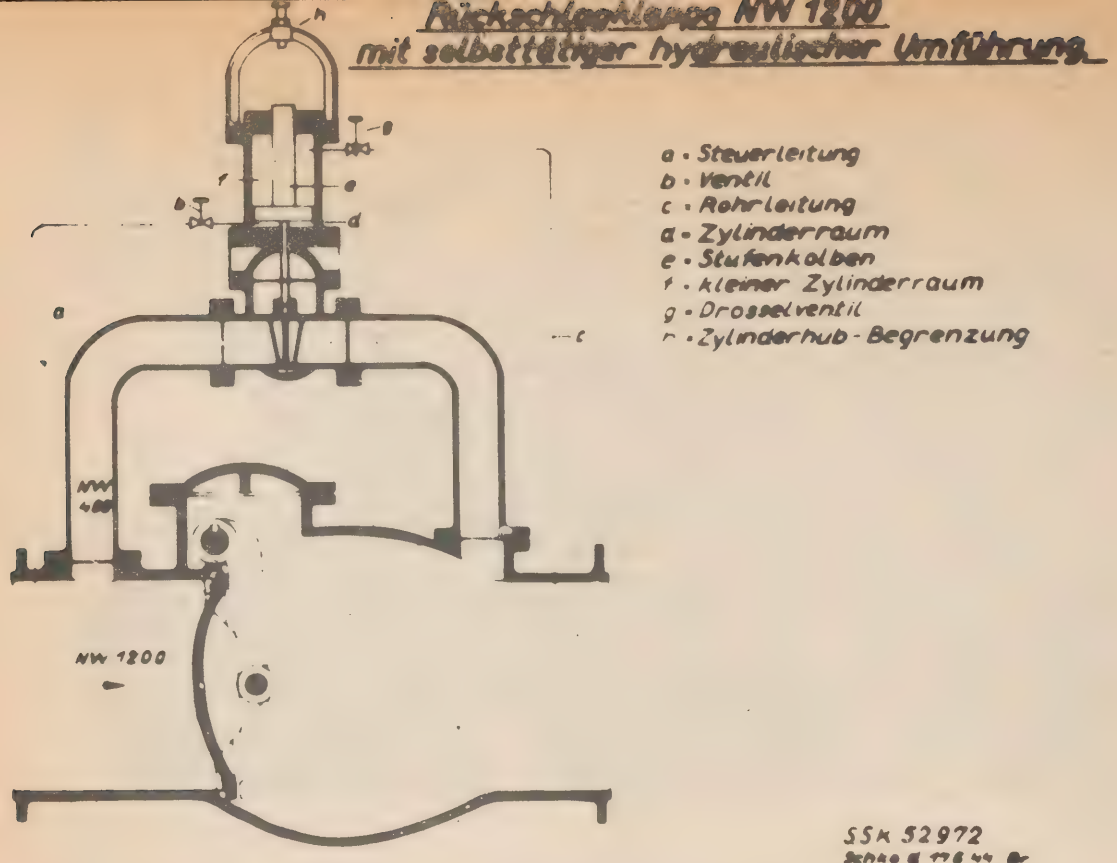 Rückschlagklappe NW 1200
mit selbsttätiger hydraulischer Umführung
h
g
f
e
b
d
a
c
a - Steuerleitung
b - Ventil
c - Rohrleitung
d - Zylinderraum
e - Stufenkolben
f - kleiner Zylinderraum
g - Drosselventil
h - Zylinderhub-Begrenzung
NW
400
NW 1200
SSK 52972